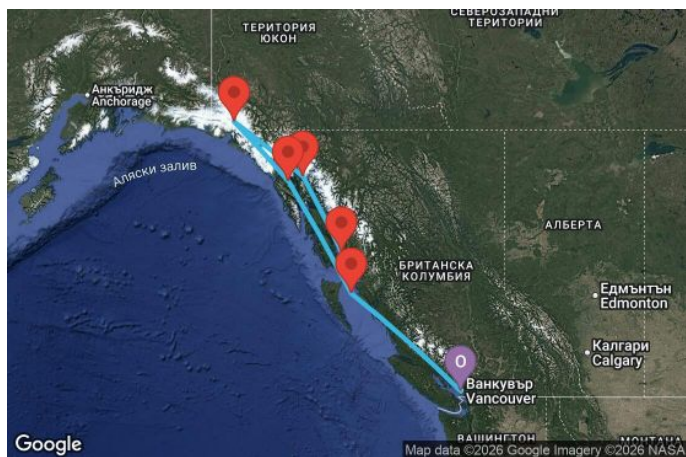 СЕВЕРОЗАПАДНИ
ТЕРИТОРИИ
ТЕРИТОРИЯ
ЮКОН
Анкъридж
Anchorage
Аляски залив
АЛБЕРТА
БРИТАНСКА
КОЛУМБИЯ
Едмънтън
Edmonton
Калгари
Calgary
O
Ванкувър
Vancouver
ВАШИНГТОН
МОНТАНА
Google
Map data ©2026 Google Imagery ©2026 NASA